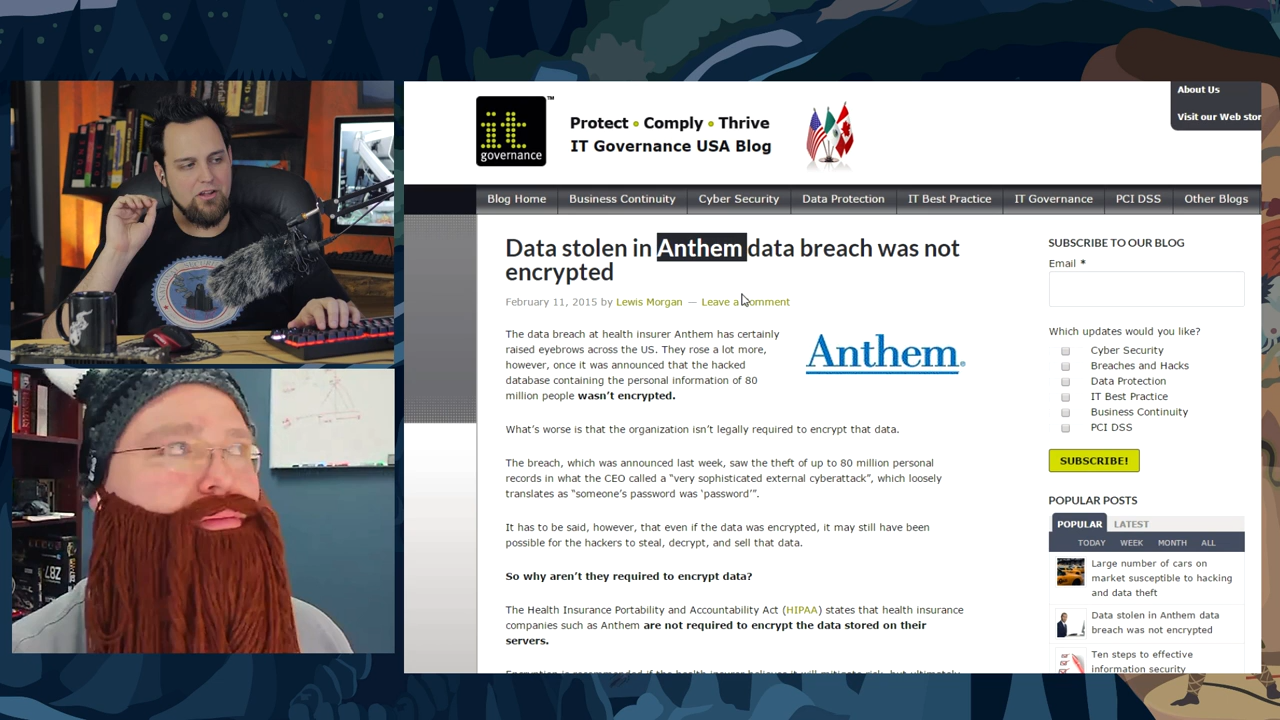 it
governance
™
Protect • Comply • Thrive
IT Governance USA Blog
About Us
Visit our Web stor
Blog Home
Business Continuity
Cyber Security
Data Protection
IT Best Practice
IT Governance
PCI DSS
Other Blogs
Data stolen in Anthem data breach was not
encrypted
February 11, 2015 by Lewis Morgan — Leave a comment
The data breach at health insurer Anthem has certainly
raised eyebrows across the US. They rose a lot more,
however, once it was announced that the hacked
database containing the personal information of 80
million people wasn't encrypted.
Anthem.
What's worse is that the organization isn't legally required to encrypt that data.
The breach, which was announced last week, saw the theft of up to 80 million personal
records in what the CEO called a “very sophisticated external cyberattack”, which loosely
translates as “someone's password was ‘password’”.
It has to be said, however, that even if the data was encrypted, it may still have been
possible for the hackers to steal, decrypt, and sell that data.
So why aren't they required to encrypt data?
The Health Insurance Portability and Accountability Act (HIPAA) states that health insurance
companies such as Anthem are not required to encrypt the data stored on their
servers.
SUBSCRIBE TO OUR BLOG
Email *
Which updates would you like?
Cyber Security
Breaches and Hacks
Data Protection
IT Best Practice
Business Continuity
PCI DSS
SUBSCRIBE!
POPULAR POSTS
POPULAR
LATEST
TODAY
WEEK
MONTH
ALL
Large number of cars on
market susceptible to hacking
and data theft
Data stolen in Anthem data
breach was not encrypted
Ten steps to effective
information security